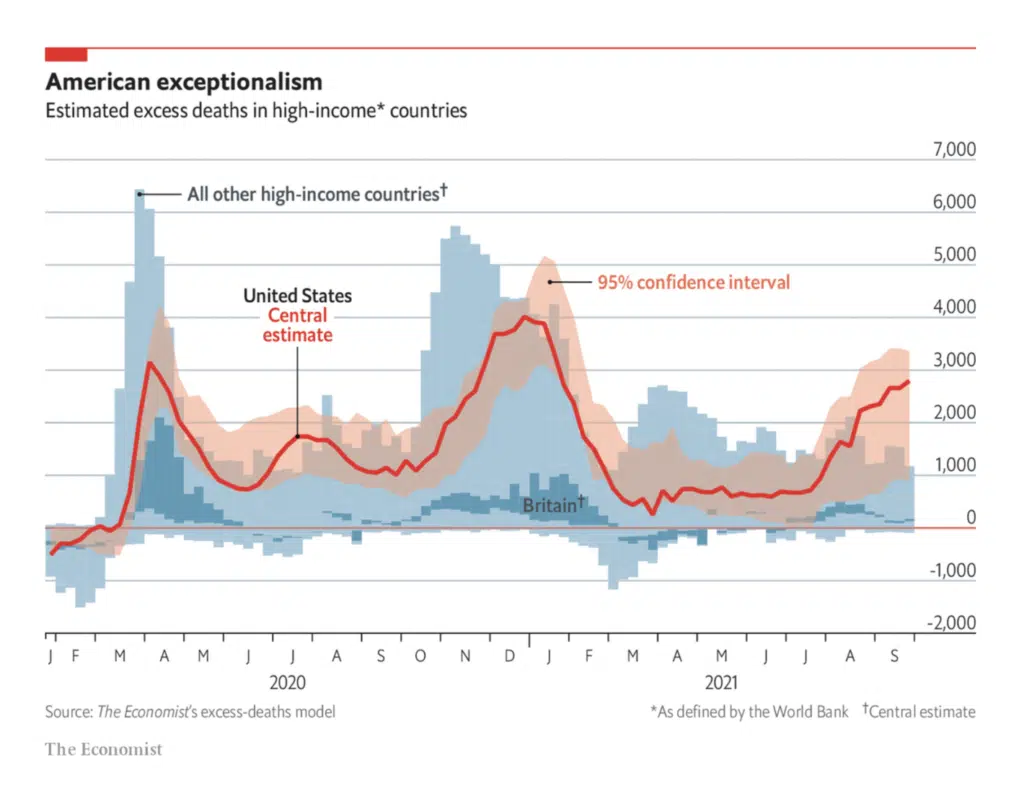 American exceptionalism
Estimated excess deaths in high-income* countries
7,000
All other high-income countries†
6,000
5,000
95% confidence interval
United States
Central
estimate
4,000
3,000
2,000
1,000
Britain†
0
-1,000
-2,000
J F M A M J J A S O N D J F M A M J J A S
2020 2021
Source: The Economist's excess-deaths model *As defined by the World Bank †Central estimate
The Economist